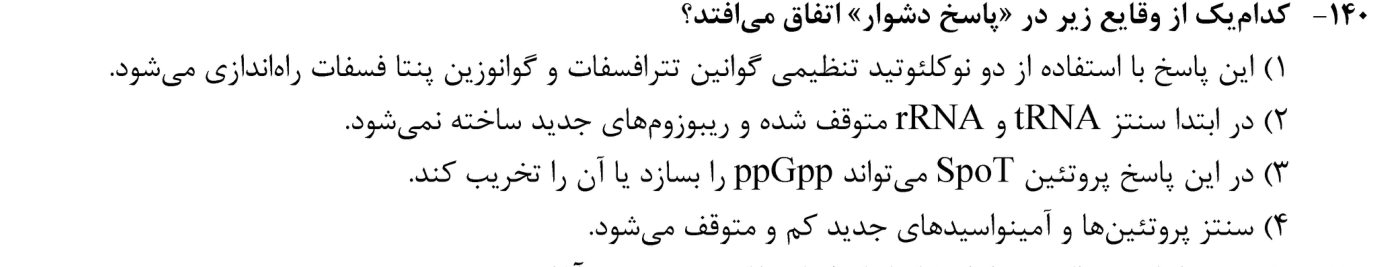 ۱۴۰- کدام‌یک از وقایع زیر در «پاسخ دشوار» اتفاق می‌افتد؟
۱) این پاسخ با استفاده از دو نوکلئوتید تنظیمی گوانین تترافسفات و گوانوزین پنتا فسفات راه‌اندازی می‌شود.
۲) در ابتدا سنتز tRNA و rRNA متوقف شده و ریبوزوم‌های جدید ساخته نمی‌شود.
۳) در این پاسخ پروتئین SpoT می‌تواند ppGpp را بسازد یا آن را تخریب کند.
۴) سنتز پروتئین‌ها و آمینواسیدهای جدید کم و متوقف می‌شود.